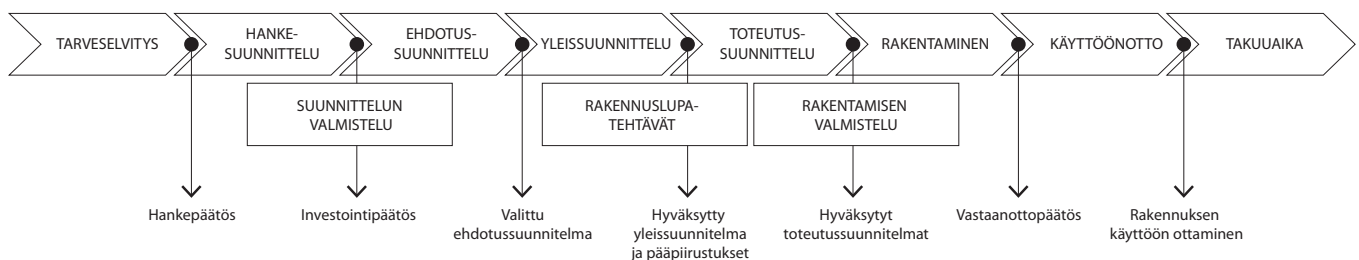 TARVESELVITYS
HANKE-
SUUNNITTELU
EHDOTUS-
SUUNNITTELU
YLEISSUUNNITTELU
TOTEUTUS-
SUUNNITTELU
RAKENTAMINEN
KÄYTTÖÖNOTTO
TAKUUAIKA
SUUNNITTELUN
VALMISTELU
RAKENNUSLUPA-
TEHTÄVÄT
RAKENTAMISEN
VALMISTELU
Hankepäätös
Investointipäätös
Valittu
ehdotussuunnitelma
Hyväksytty
yleissuunnitelma
ja pääpiirustukset
Hyväksytyt
toteutussuunnitelmat
Vastaanottopäätös
Rakennuksen
käyttöön ottaminen